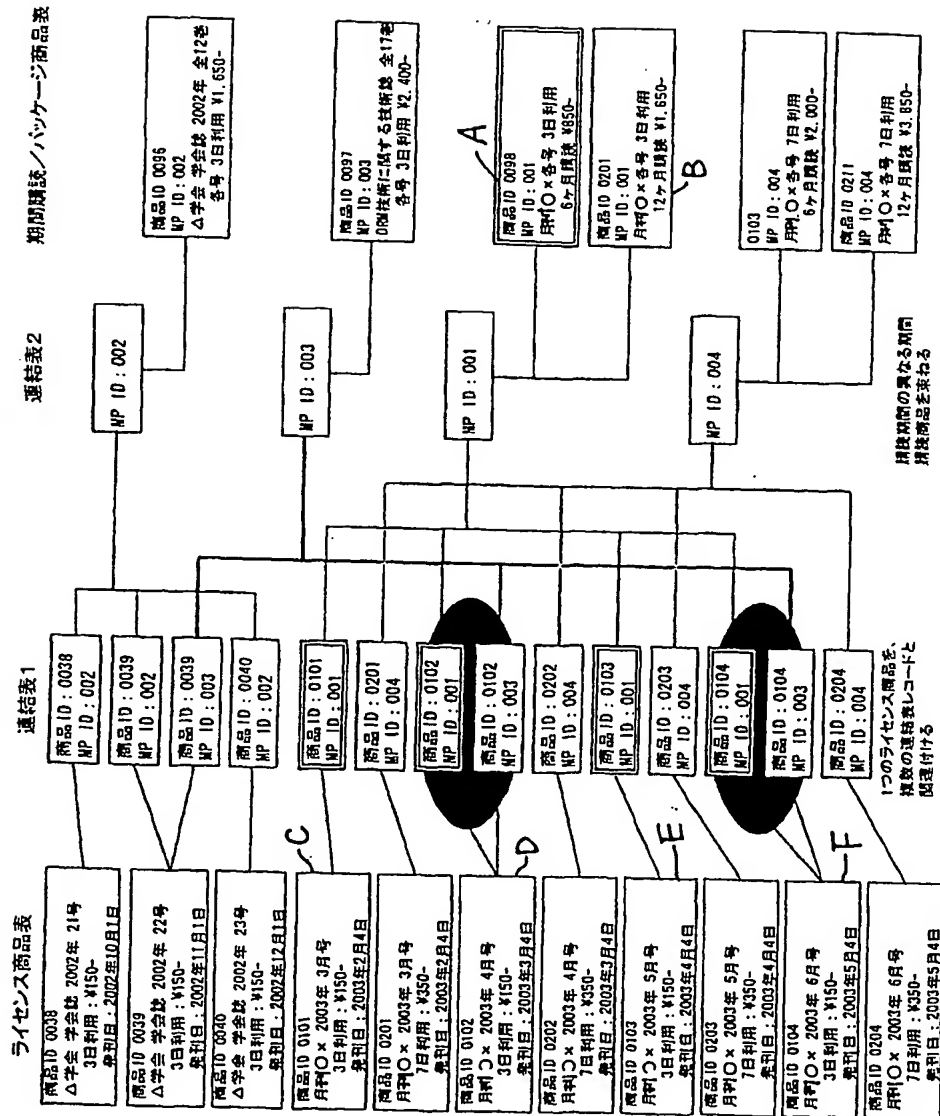 ライセンス商品表
商品ID 0038
△学会 学会誌 2002年 21号
3日利用：¥150-
発刊日：2002年10月1日
商品ID 0039
△学会 学会誌 2002年 22号
3日利用：¥150-
発刊日：2002年11月1日
商品ID 0040
△学会 学会誌 2002年 23号
3日利用：¥150-
発刊日：2002年12月1日
商品ID 0101
月刊○× 2003年 3月号
3日利用：¥150-
発刊日：2003年2月4日
C
商品ID 0201
月刊○× 2003年 3月号
7日利用：¥350-
発刊日：2003年2月4日
商品ID 0102
月刊○× 2003年 4月号
3日利用：¥150-
発刊日：2003年3月4日
D
商品ID 0202
月刊○× 2003年 4月号
7日利用：¥350-
発刊日：2003年3月4日
商品ID 0103
月刊○× 2003年 5月号
3日利用：¥150-
発刊日：2003年4月4日
E
商品ID 0203
月刊○× 2003年 5月号
7日利用：¥350-
発刊日：2003年4月4日
商品ID 0104
月刊○× 2003年 6月号
3日利用：¥150-
発刊日：2003年5月4日
F
商品ID 0204
月刊○× 2003年 6月号
7日利用：¥350-
発刊日：2003年5月4日
連結表1
商品ID：0038
MP ID：002
商品ID：0039
MP ID：002
商品ID：0039
MP ID：003
商品ID：0040
MP ID：002
商品ID：0101
MP ID：001
商品ID：0201
MP ID：004
商品ID：0102
MP ID：001
商品ID：0102
MP ID：003
商品ID：0202
MP ID：004
商品ID：0103
MP ID：001
商品ID：0203
MP ID：004
商品ID：0104
MP ID：001
商品ID：0104
MP ID：003
商品ID：0204
MP ID：004
1つのライセンス商品を、
複数の連結表レコードと
関連付ける
連結表2
MP ID：002
MP ID：003
MP ID：001
MP ID：004
購読期間の異なる期間
購読商品を束ねる
期間購読／パッケージ商品表
商品ID 0096
MP ID：002
△学会 学会誌 2002年 全12巻
各号 3日利用 ¥1,650-
商品ID 0097
MP ID：003
DRM技術に関する技術誌 全17巻
各号 3日利用 ¥2,400-
商品ID 0098
MP ID：001
月刊○×各号 3日利用
6ヶ月購読 ¥850-
A
商品ID 0201
MP ID：001
月刊○×各号 3日利用
12ヶ月購読 ¥1,650-
B
0103
MP ID：004
月刊○×各号 7日利用
6ヶ月購読 ¥2,000-
商品ID 0211
MP ID：004
月刊○×各号 7日利用
12ヶ月購読 ¥3,850-